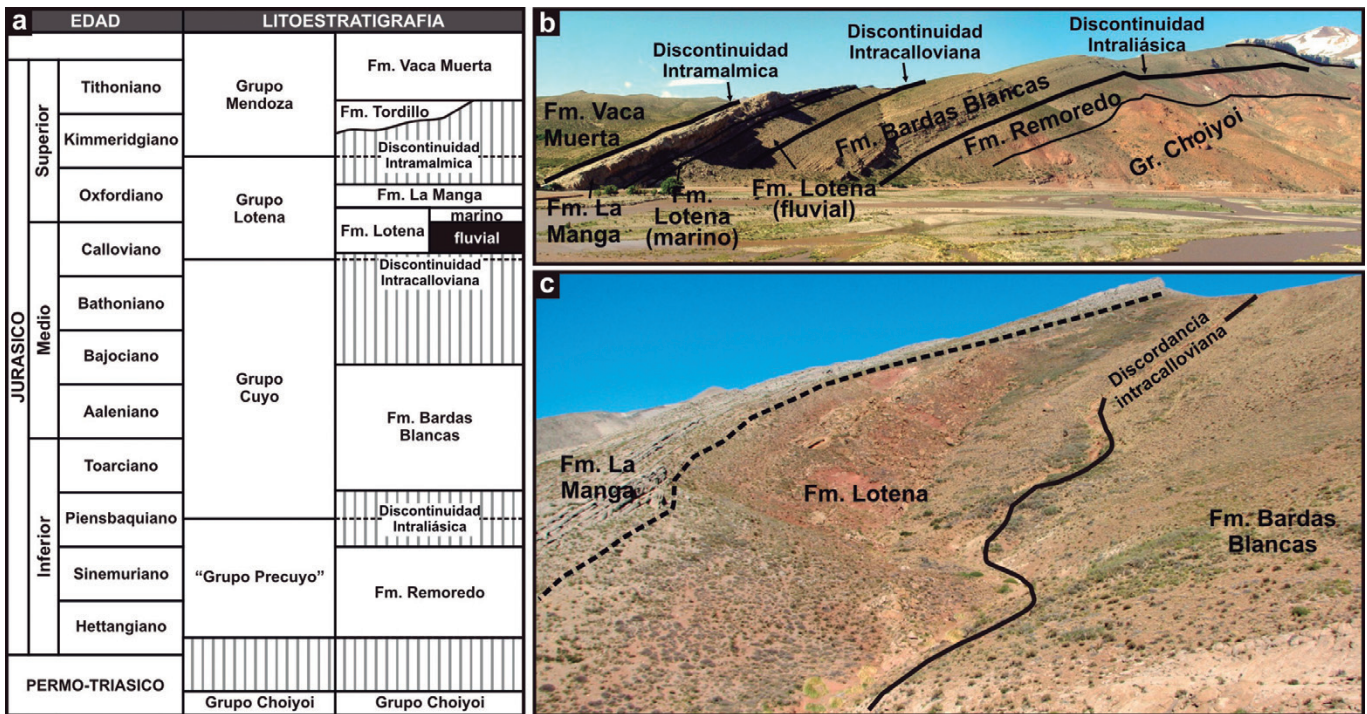 a
EDAD
LITOESTRATIGRAFIA
JURASICO
Superior
Medio
Inferior
Tithoniano
Kimmeridgiano
Oxfordiano
Calloviano
Bathoniano
Bajociano
Aaleniano
Toarciano
Piensbaquiano
Sinemuriano
Hettangiano
PERMO-TRIASICO
Grupo
Mendoza
Grupo
Lotena
Grupo
Cuyo
“Grupo Precuyo”
Grupo Choiyoi
Fm. Vaca Muerta
Fm. Tordillo
Discontinuidad
Intramalmica
Fm. La Manga
Fm. Lotena
marino
fluvial
Discontinuidad
Intracalloviana
Fm. Bardas
Blancas
Discontinuidad
Intraliásica
Fm. Remoredo
Grupo Choiyoi
b
Discontinuidad
Intramalmica
Discontinuidad
Intracalloviana
Discontinuidad
Intraliásica
Fm. Vaca
Muerta
Fm. La
Manga
Fm.
Lotena
(marino)
Fm. Lotena
(fluvial)
Fm. Bardas Blancas
Fm. Remoredo
Gr. Choiyoi
c
Fm. La
Manga
Fm. Lotena
Discordancia
intracalloviana
Fm. Bardas
Blancas